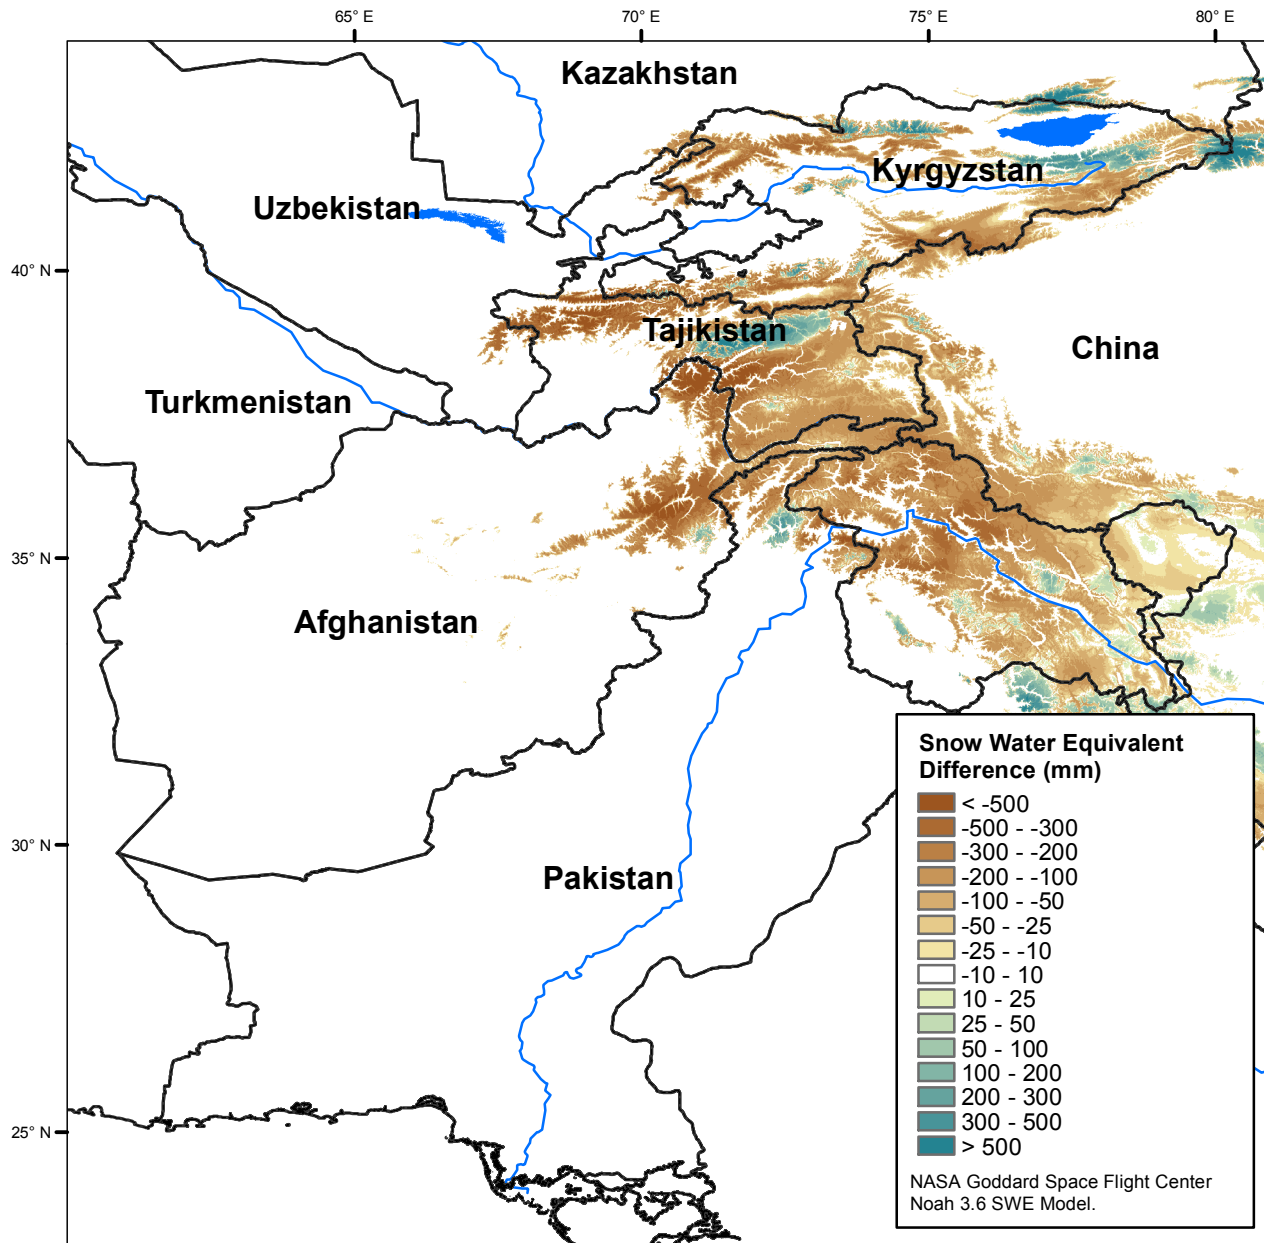 65° E
70° E
75° E
80° E
Kazakhstan
Kyrgyzstan
Uzbekistan
40° N
Tajikistan
China
Turkmenistan
35° N
Afghanistan
Snow Water Equivalent
Difference (mm)
< -500
-500 - -300
-300 - -200
-200 - -100
-100 - -50
-50 - -25
-25 - -10
-10 - 10
10 - 25
25 - 50
50 - 100
100 - 200
200 - 300
300 - 500
> 500
30° N
Pakistan
25° N
NASA Goddard Space Flight Center
Noah 3.6 SWE Model.